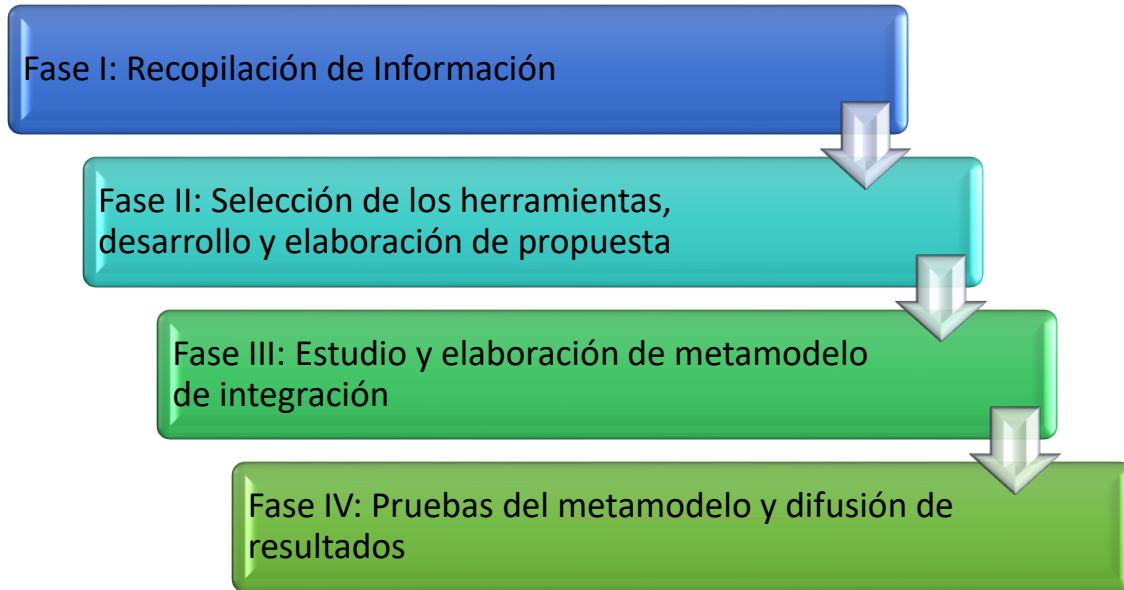 Fase I: Recopilación de Información
Fase II: Selección de los herramientas,
desarrollo y elaboración de propuesta
Fase III: Estudio y elaboración de metamodelo
de integración
Fase IV: Pruebas del metamodelo y difusión de
resultados